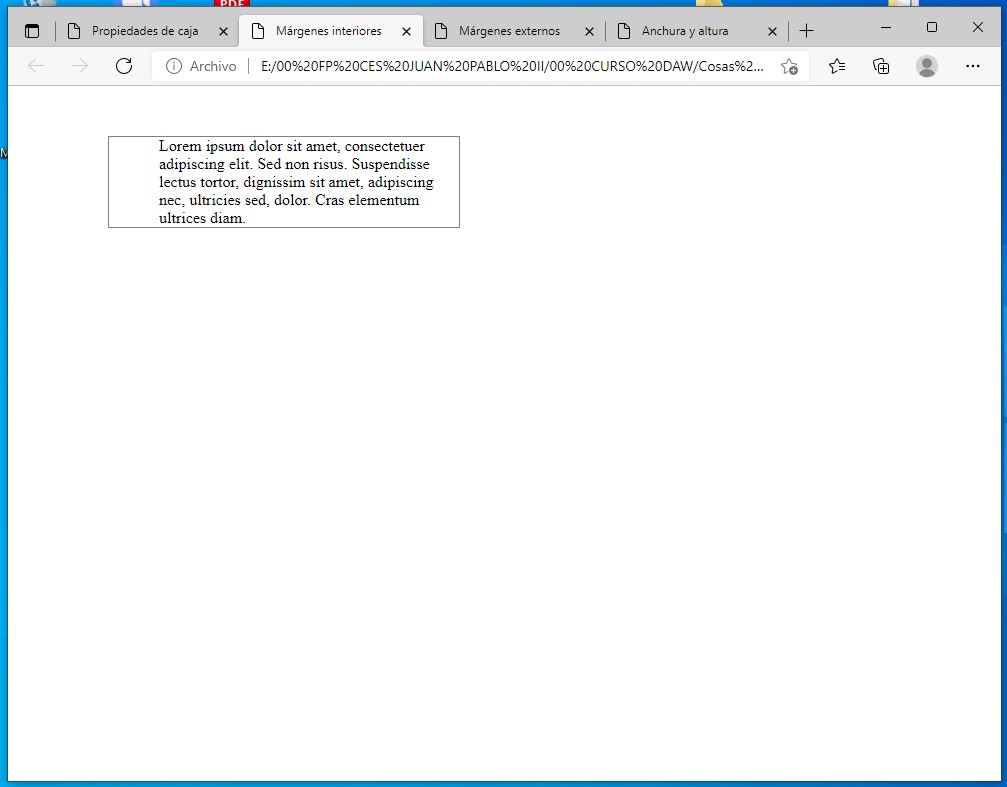 PDF
Propiedades de caja
Márgenes interiores
Márgenes externos
Anchura y altura
Archivo
E:/00%20FP%20CES%20JUAN%20PABLO%20II/00%20CURSO%20DAW/Cosas%2...
M
Lorem ipsum dolor sit amet, consectetuer
adipiscing elit. Sed non risus. Suspendisse
lectus tortor, dignissim sit amet, adipiscing
nec, ultricies sed, dolor. Cras elementum
ultrices diam.